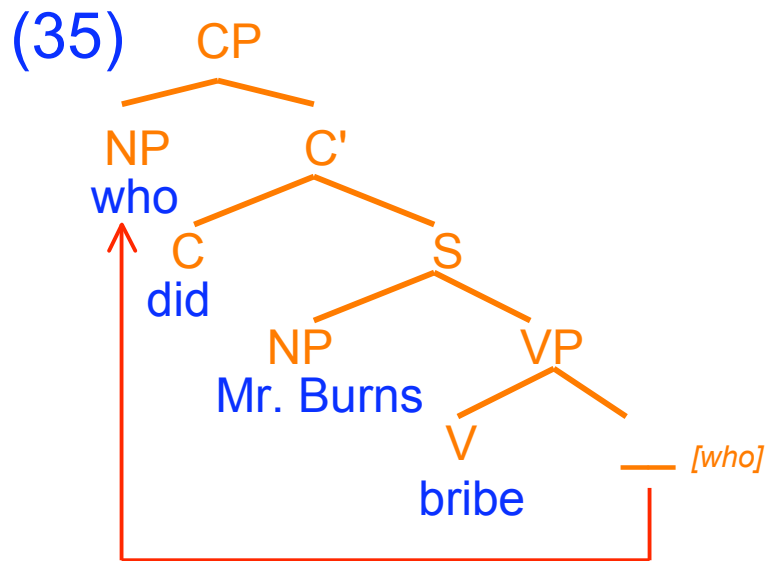 (35) CP
NP C'
who
C S
did
NP VP
Mr. Burns
V [who]
bribe